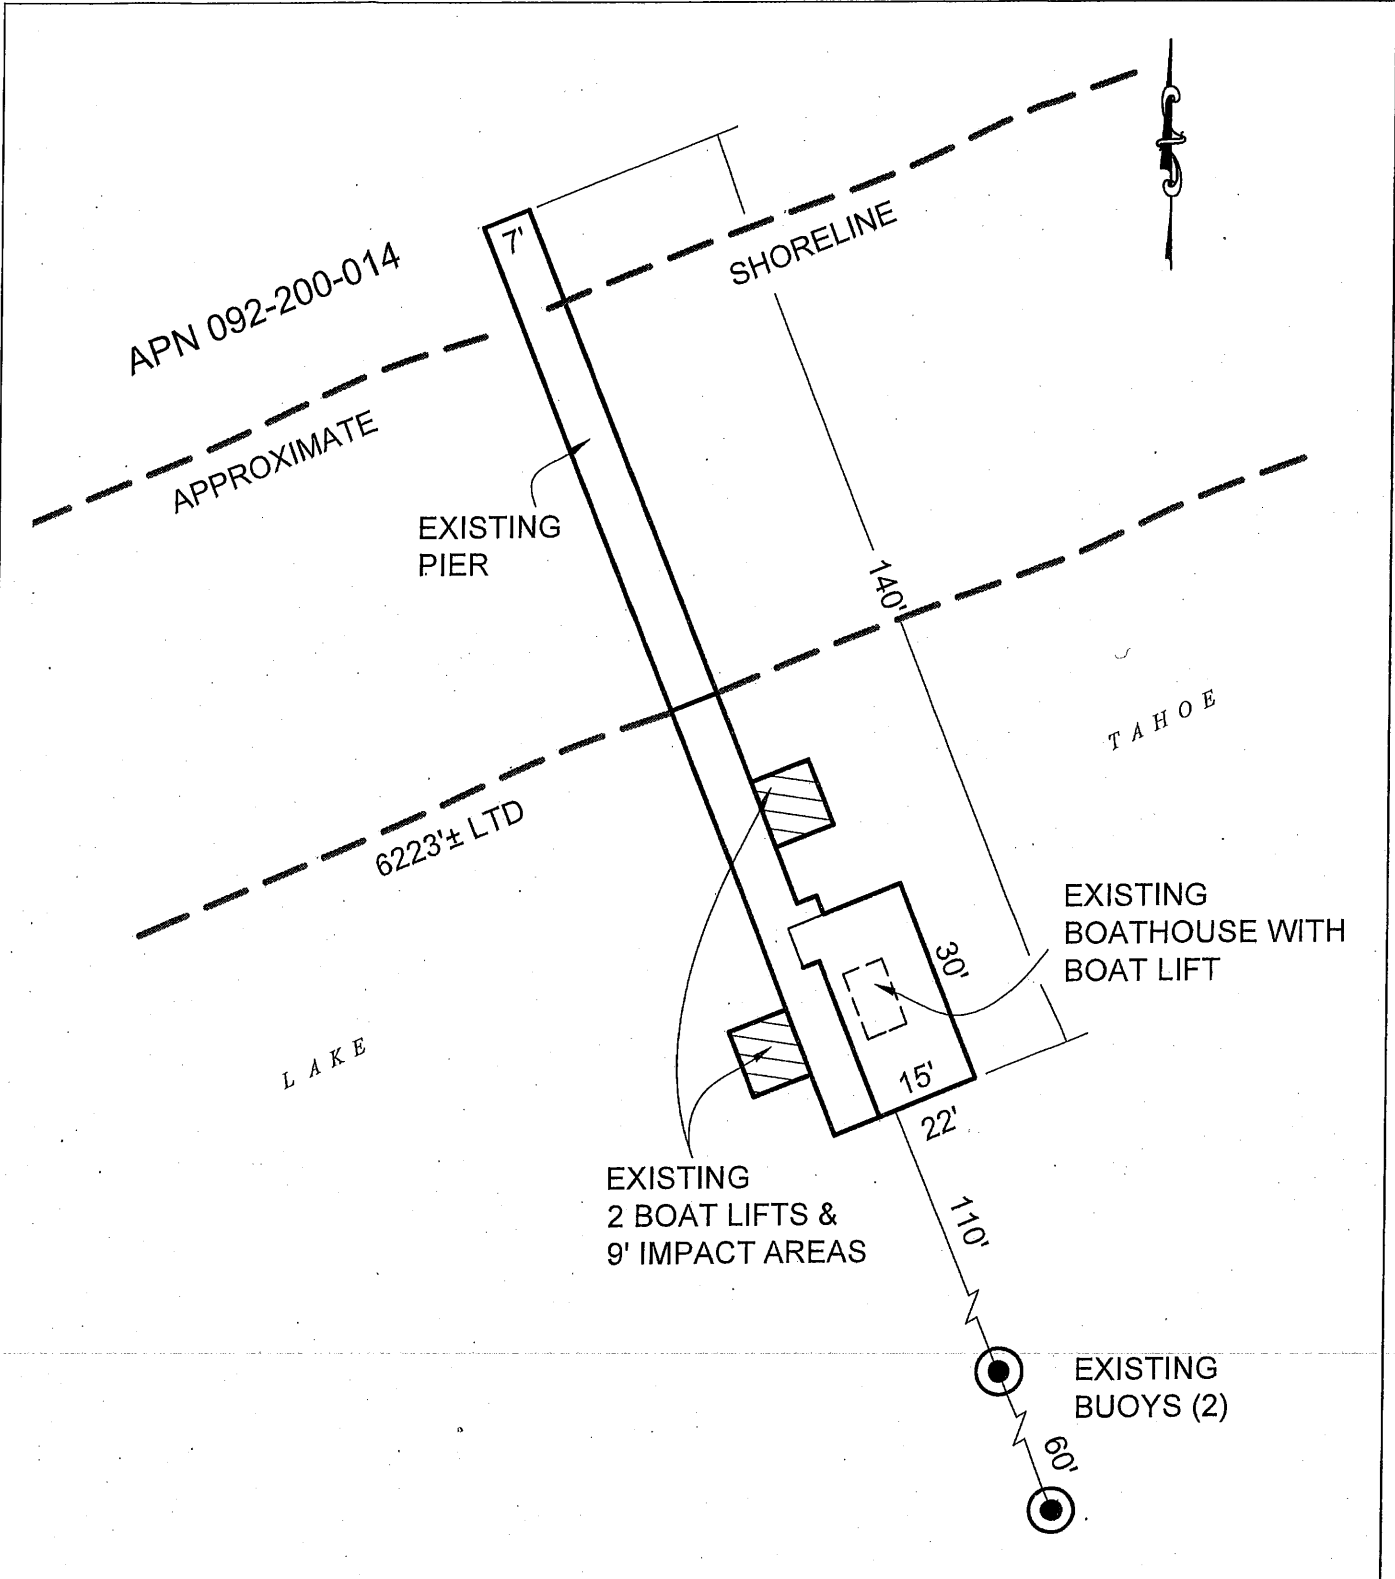 7'
APN 092-200-014
SHORELINE
APPROXIMATE
EXISTING
PIER
140'
TAHOE
6223'± LTD
EXISTING
BOATHOUSE WITH
BOAT LIFT
30'
LAKE
15'
22'
EXISTING
2 BOAT LIFTS &
9' IMPACT AREAS
110'
EXISTING
BUOYS (2)
60'